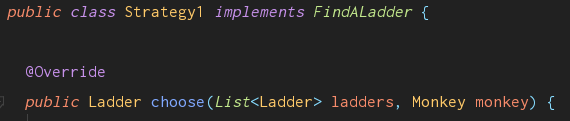 public class Strategy1 implements FindALadder {
@Override
public Ladder choose(List<Ladder> ladders, Monkey monkey) {